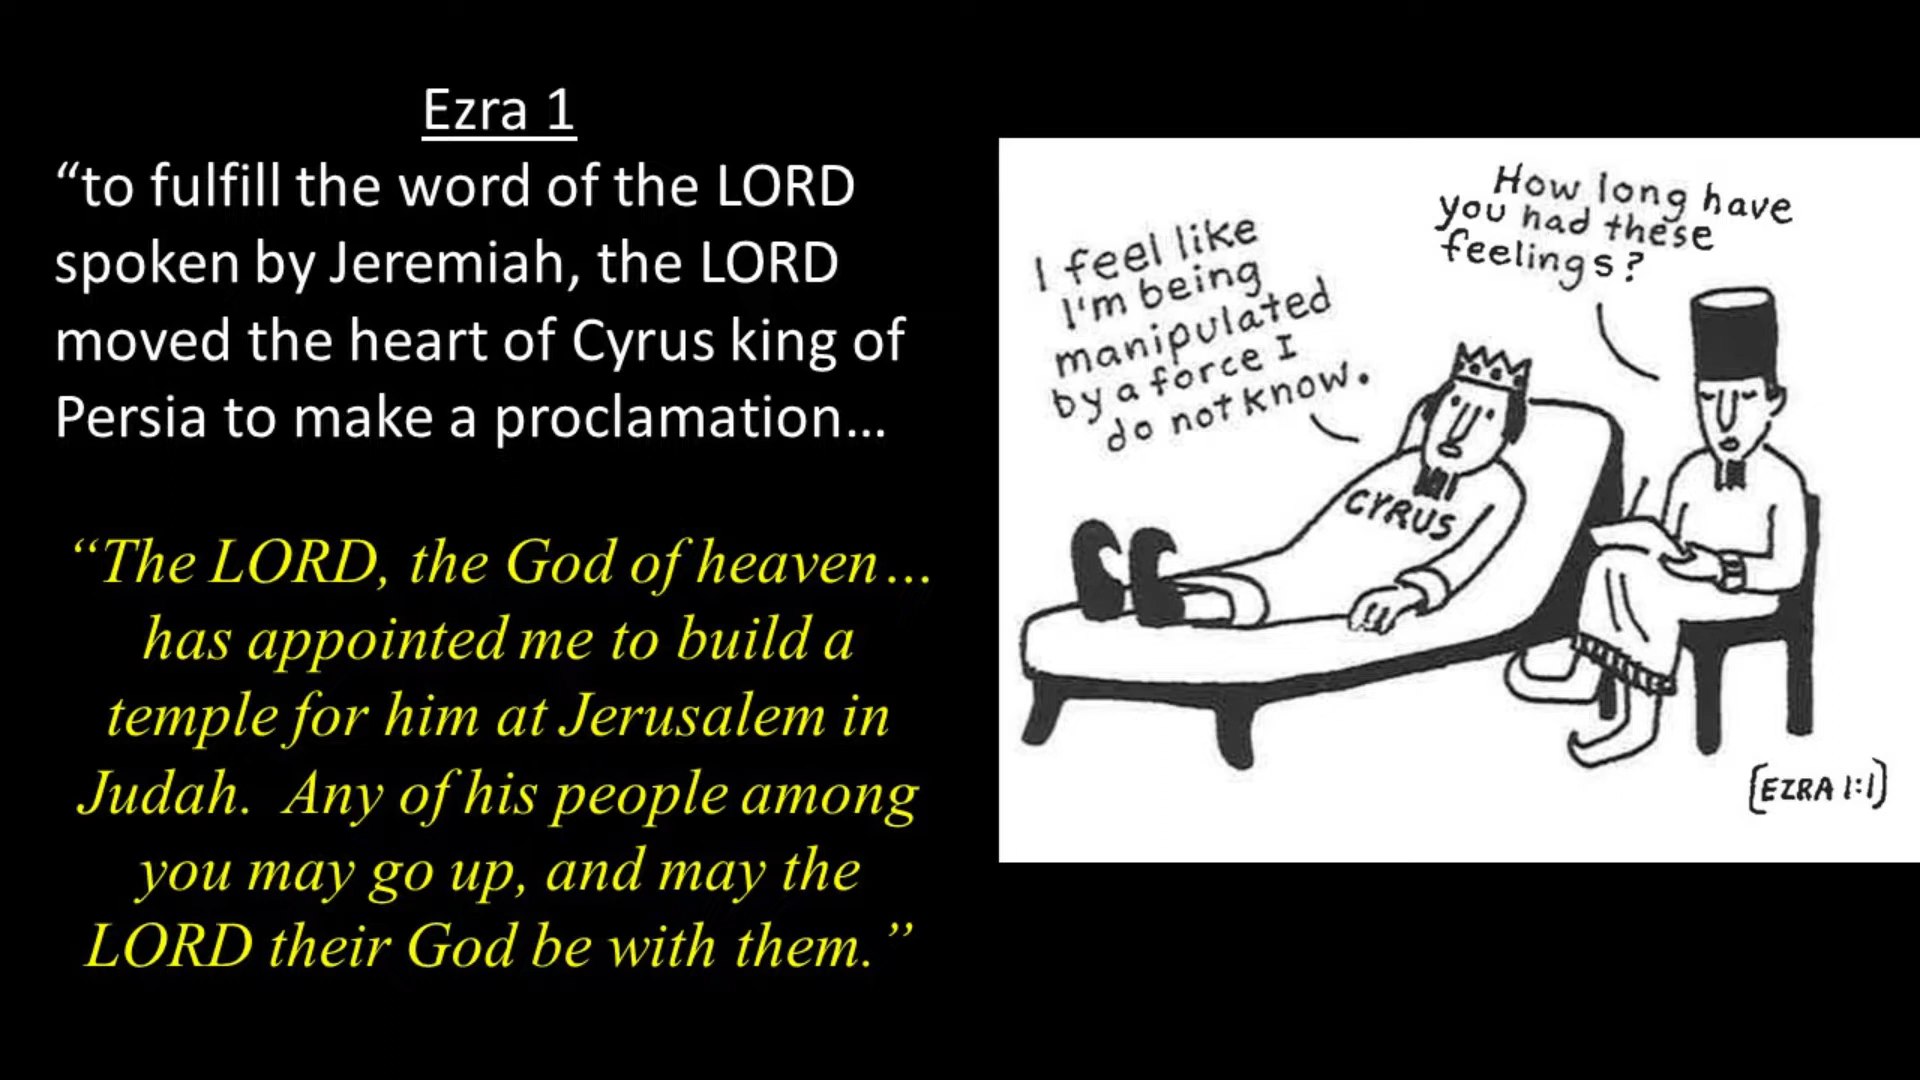 Ezra 1
“to fulfill the word of the LORD
spoken by Jeremiah, the LORD
moved the heart of Cyrus king of
Persia to make a proclamation…
“The LORD, the God of heaven…
has appointed me to build a
temple for him at Jerusalem in
Judah.  Any of his people among
you may go up, and may the
LORD their God be with them.”
I feel like
I'm being
manipulated
by a force I
do not know.
How long have
you had these
feelings?
CYRUS
[EZRA 1:1]